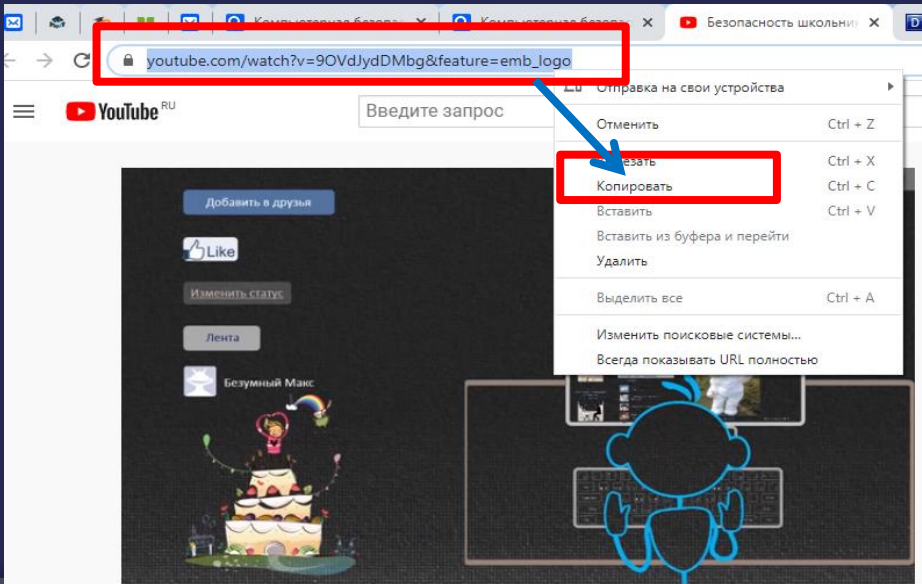 Компьютерная безопас
Компьютерная безопас
Безопасность школьни
youtube.com/watch?v=9OVdJydDMbg&feature=emb_logo
YouTube RU
Введите запрос
Отправка на свои устройства
Отменить Ctrl + Z
езать Ctrl + X
Копировать Ctrl + C
Вставить Ctrl + V
Вставить из буфера и перейти
Удалить
Выделить все Ctrl + A
Изменить поисковые системы...
Всегда показывать URL полностью
Добавить в друзья
Like
Изменить статус
Лента
Безумный Макс